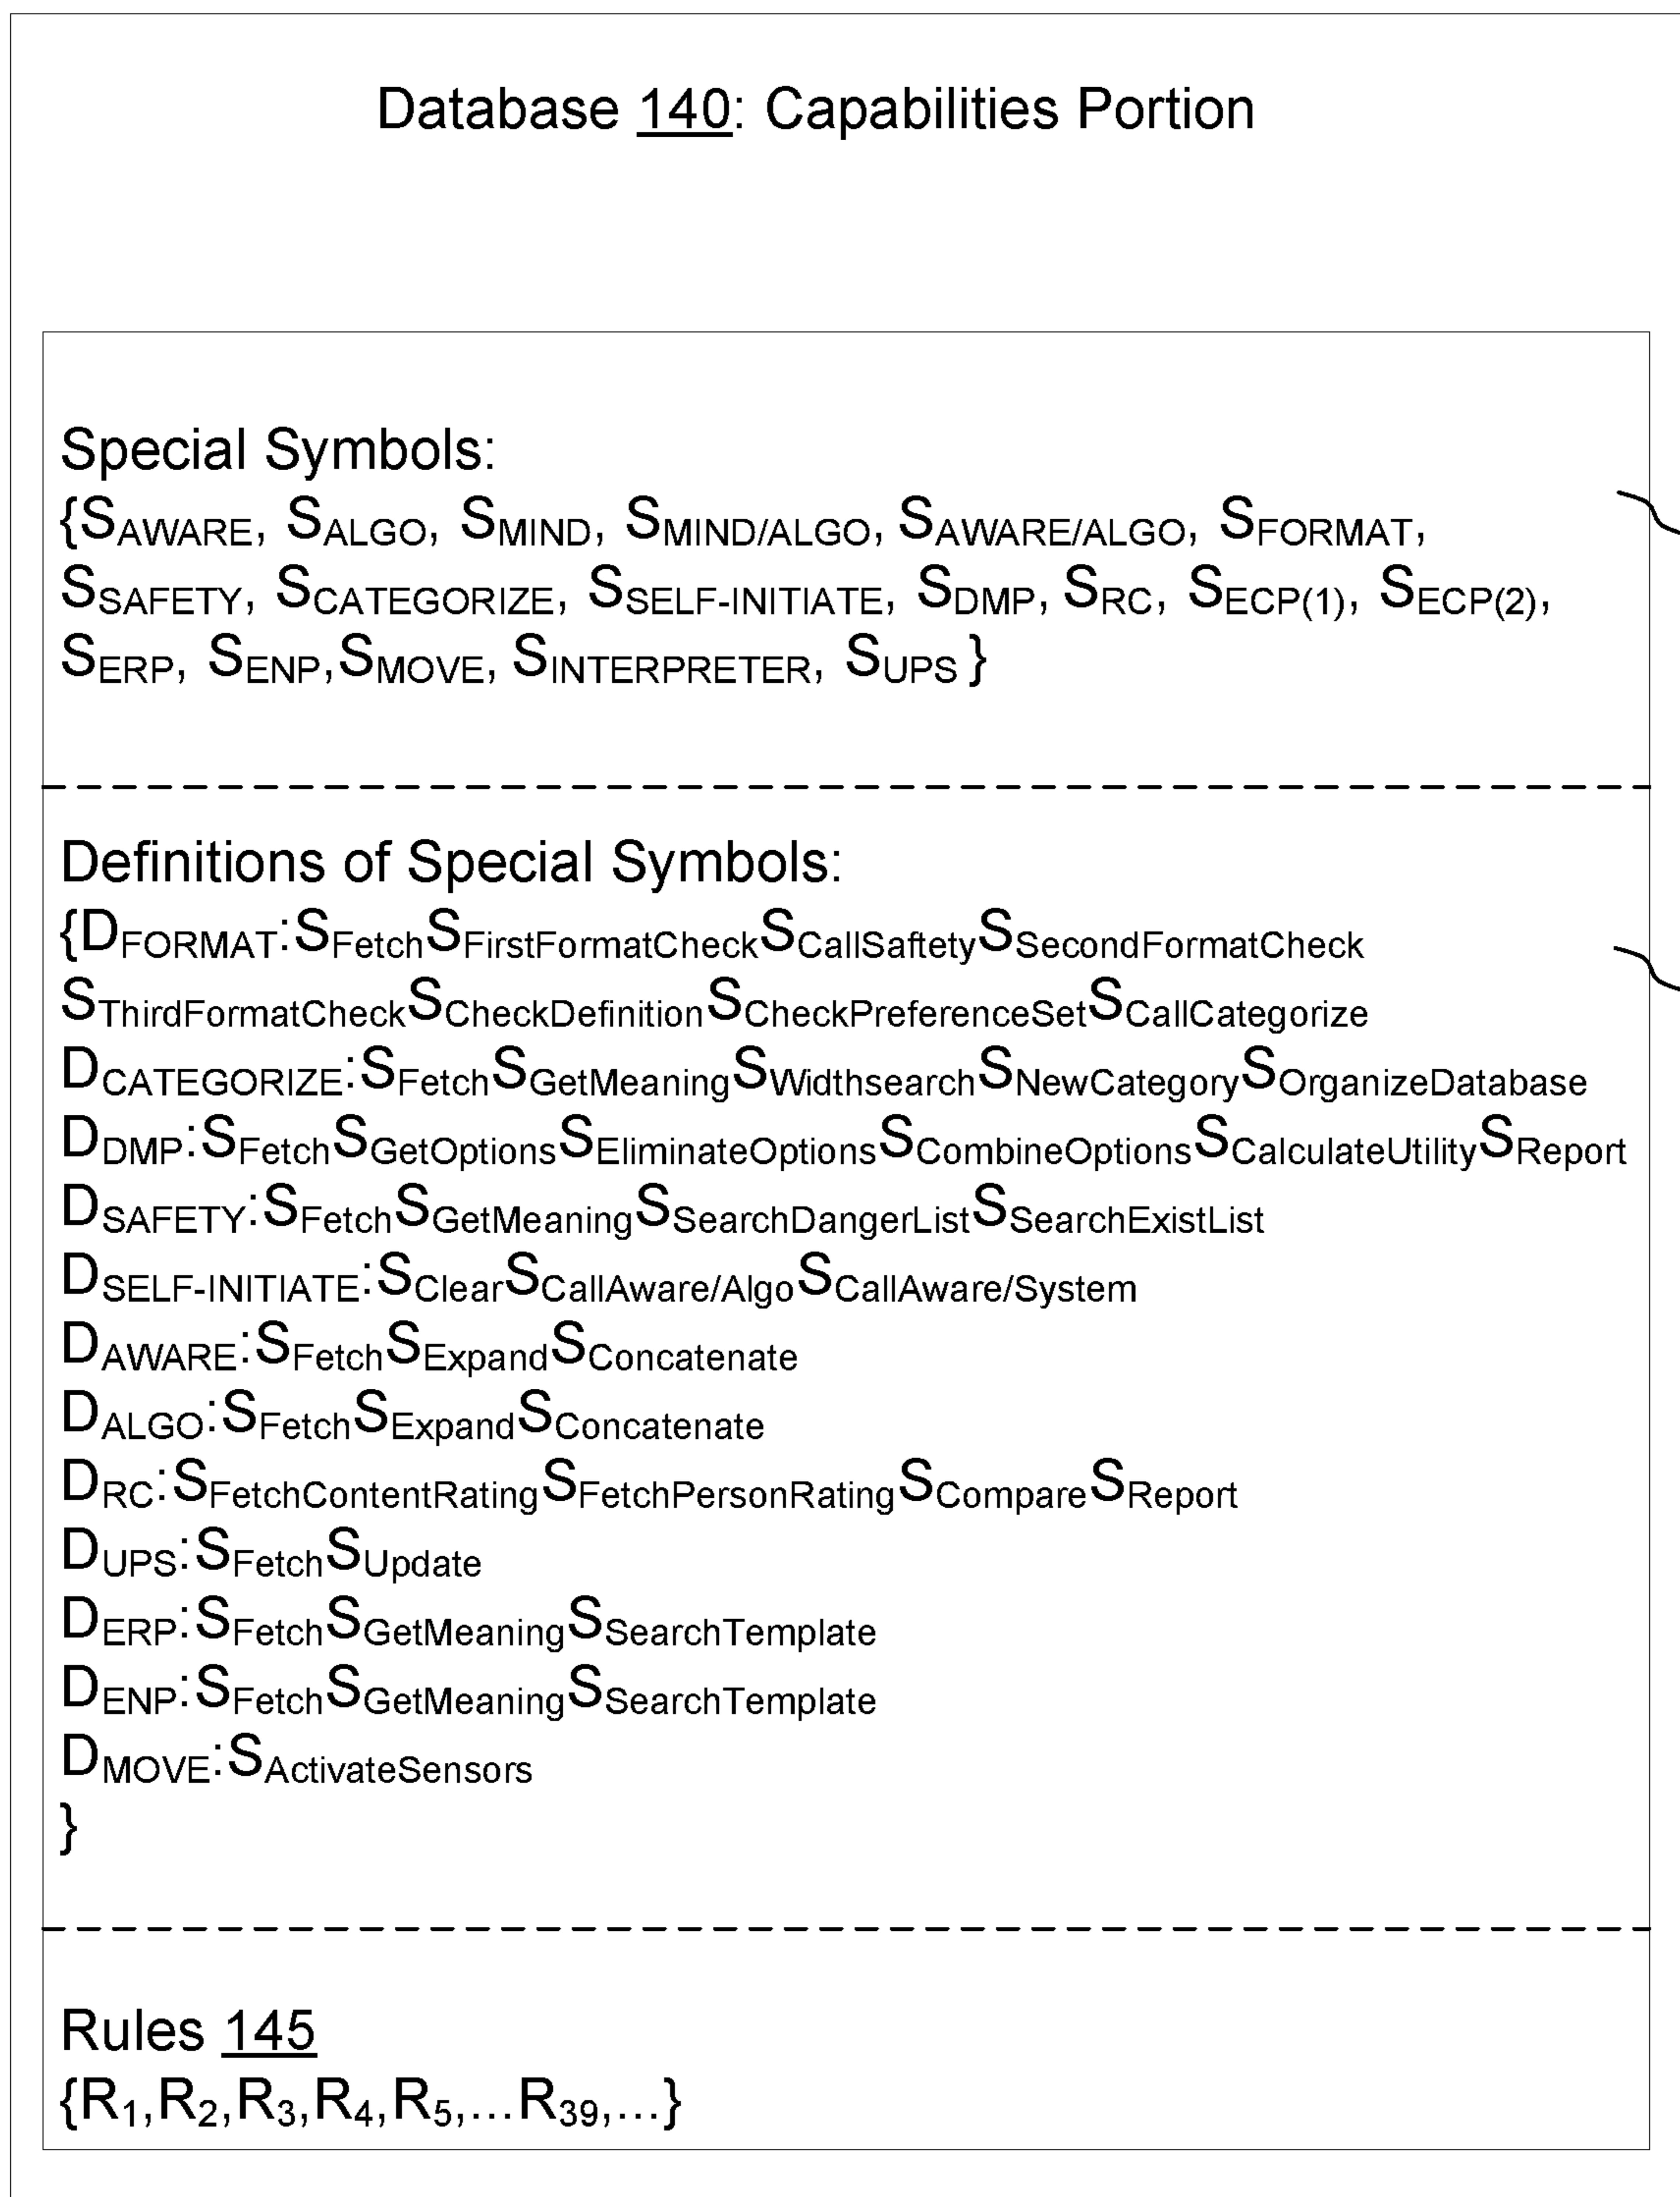 Database 140: Capabilities Portion
Special Symbols:
{SAWARE, SALGO, SMIND, SMIND/ALGO, SAWARE/ALGO, SFORMAT,
SSAFETY, SCATEGORIZE, SSELF-INITIATE, SDMP, SRC, SECP(1), SECP(2),
SERP, SENP,SMOVE, SINTERPRETER, SUPS }
Definitions of Special Symbols:
{DFORMAT:SFetchSFirstFormatCheckSCallSaftetySSecondFormatCheck
SThirdFormatCheckSCheckDefinitionSCheckPreferenceSetSCallCategorize
DCATEGORIZE:SFetchSGetMeaningSWidthsearchSNewCategorySOrganizeDatabase
DDMP:SFetchSGetOptionsSEliminateOptionsSCombineOptionsSCalculateUtilitySReport
DSAFETY:SFetchSGetMeaningSSearchDangerListSSearchExistList
DSELF-INITIATE:SClearSCallAware/AlgoSCallAware/System
DAWARE:SFetchSExpandSConcatenate
DALGO:SFetchSExpandSConcatenate
DRC:SFetchContentRatingSFetchPersonRatingSCompareSReport
DUPS:SFetchSUpdate
DERP:SFetchSGetMeaningSSearchTemplate
DENP:SFetchSGetMeaningSSearchTemplate
DMOVE:SActivateSensors
}
Rules 145
{R1,R2,R3,R4,R5,...R39,...}